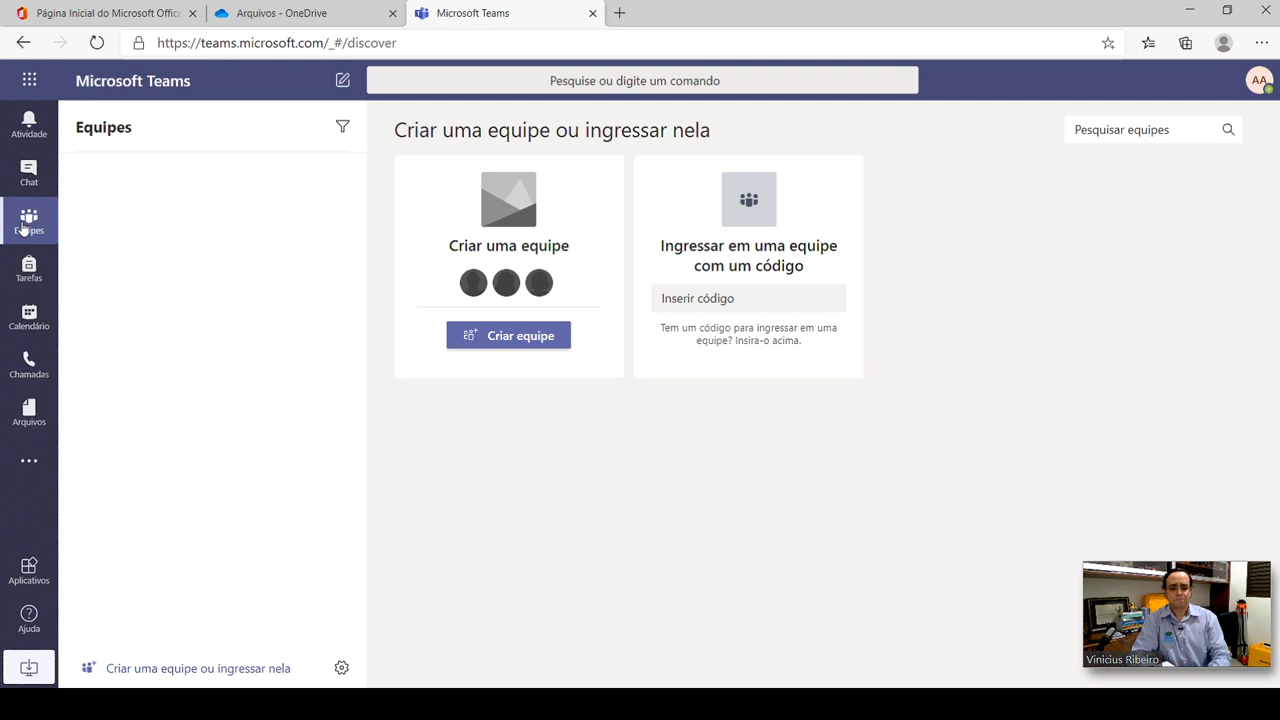 Página Inicial do Microsoft Office
Arquivos - OneDrive
Microsoft Teams
https://teams.microsoft.com/_#/discover
Microsoft Teams
Pesquise ou digite um comando
AA
Atividade
Chat
Equipes
Tarefas
Calendário
Chamadas
Arquivos
Aplicativos
Ajuda
Equipes
Criar uma equipe ou ingressar nela
Criar uma equipe ou ingressar nela
Pesquisar equipes
Criar uma equipe
Criar equipe
Ingressar em uma equipe
com um código
Inserir código
Tem um código para ingressar em uma
equipe? Insira-o acima.
Vinicius Ribeiro